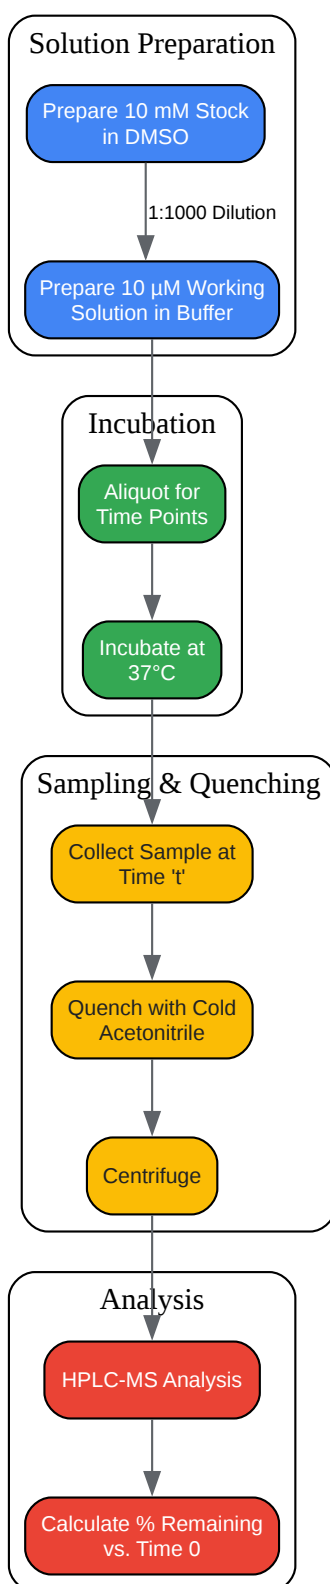 Solution Preparation
Prepare 10 mM Stock
in DMSO
1:1000 Dilution
Prepare 10 µM Working
Solution in Buffer
Incubation
Aliquot for
Time Points
Incubate at
37°C
Sampling & Quenching
Collect Sample at
Time 't'
Quench with Cold
Acetonitrile
Centrifuge
Analysis
HPLC-MS Analysis
Calculate % Remaining
vs. Time 0